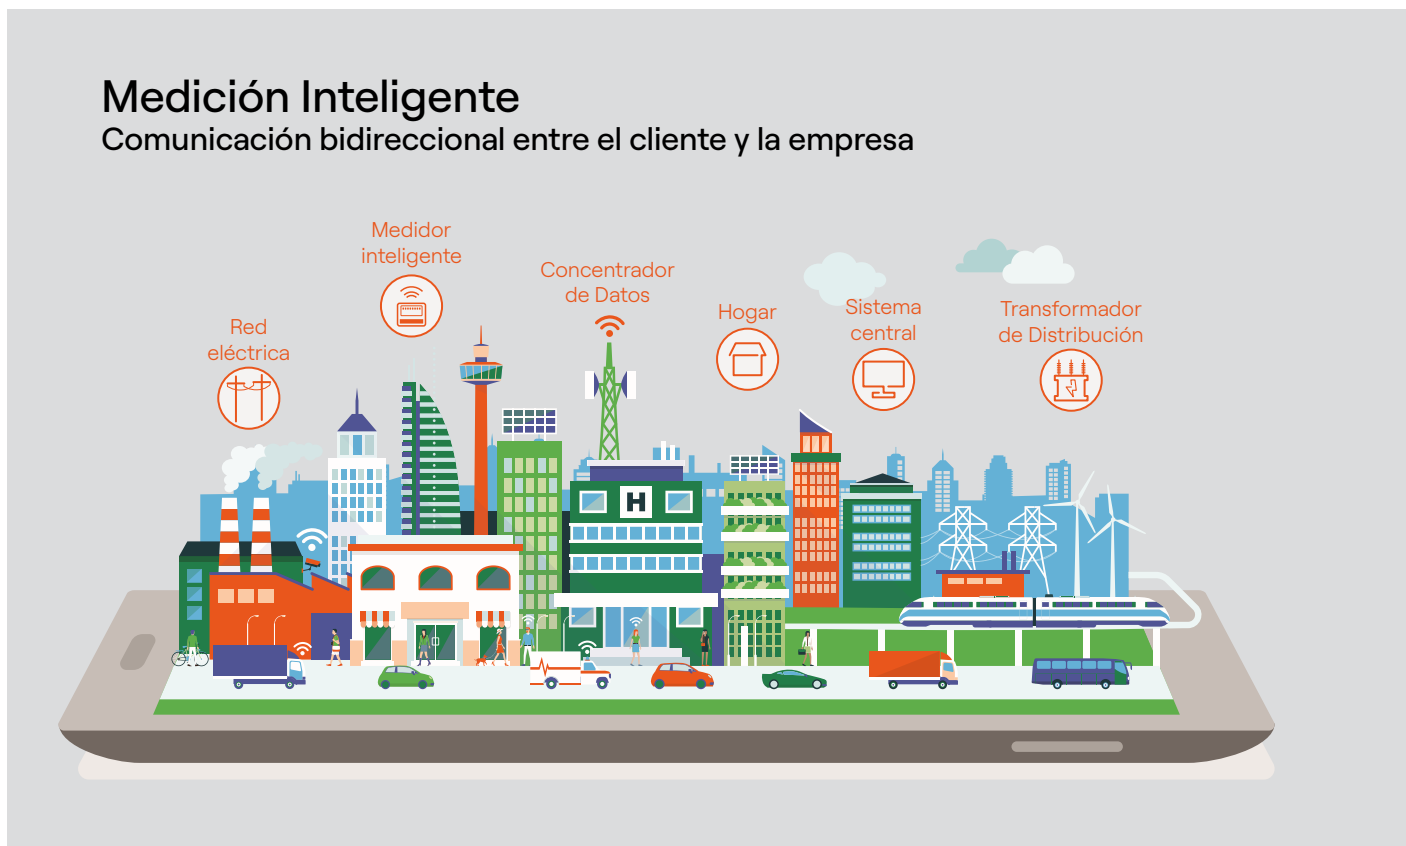 Medición Inteligente
Comunicación bidireccional entre el cliente y la empresa
Medidor
inteligente
Concentrador
de Datos
Hogar
Sistema
central
Transformador
de Distribución
Red
eléctrica
H